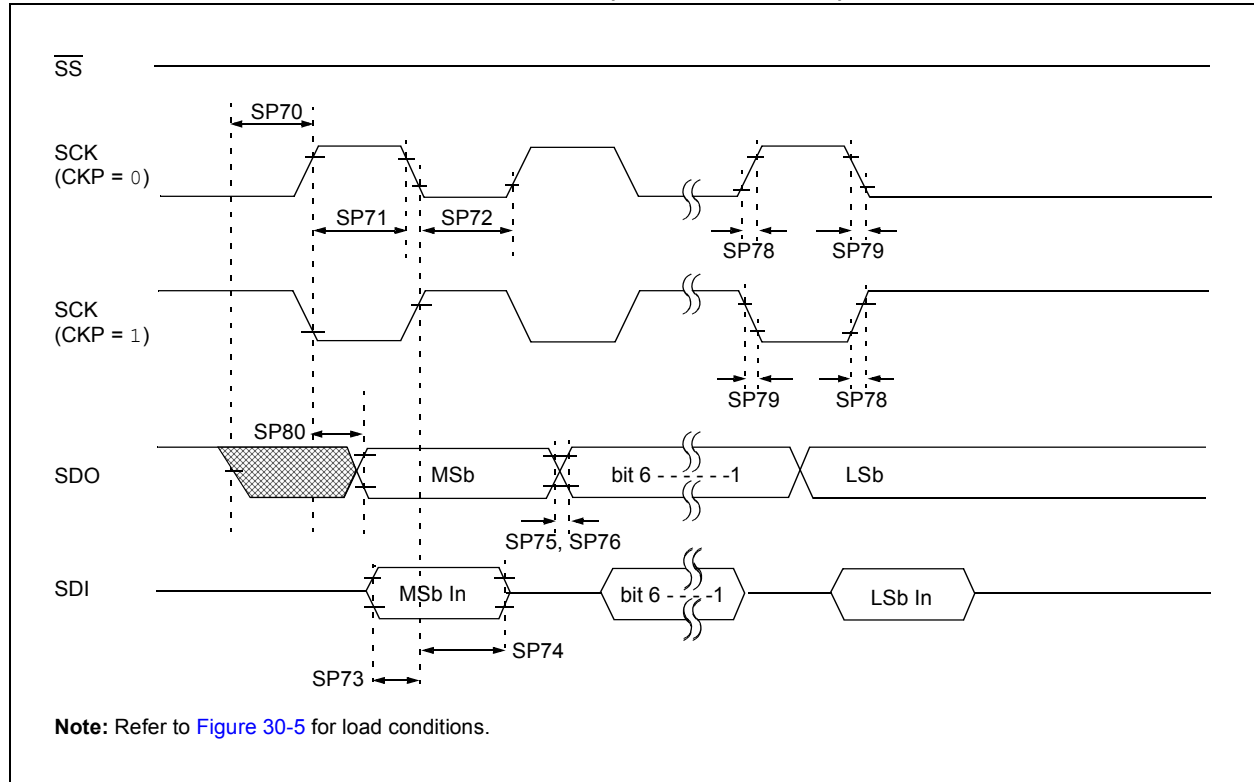 SS
SP70
SCK
(CKP = 0)
SP71
SP72
SP78
SP79
SCK
(CKP = 1)
SP79
SP78
SP80
SDO
MSb
bit 6 - - - - - -1
LSb
SP75, SP76
SDI
MSb In
bit 6 - - - -1
LSb In
SP74
SP73
Note: Refer to Figure 30-5 for load conditions.